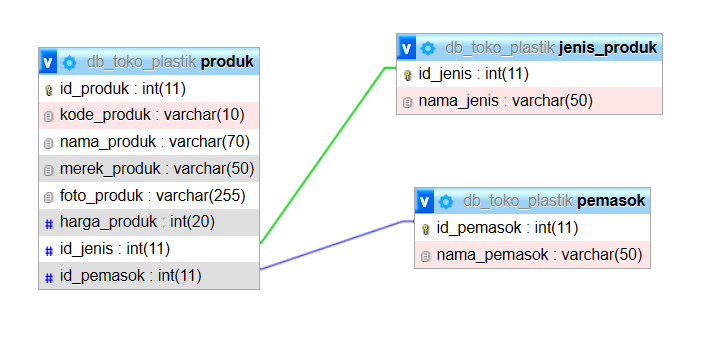 v db_toko_plastik produk
id_produk : int(11)
kode_produk : varchar(10)
nama_produk : varchar(70)
merek_produk : varchar(50)
foto_produk : varchar(255)
# harga_produk : int(20)
# id_jenis : int(11)
# id_pemasok : int(11)
v db_toko_plastik jenis_produk
id_jenis : int(11)
nama_jenis : varchar(50)
v db_toko_plastik pemasok
id_pemasok : int(11)
nama_pemasok : varchar(50)